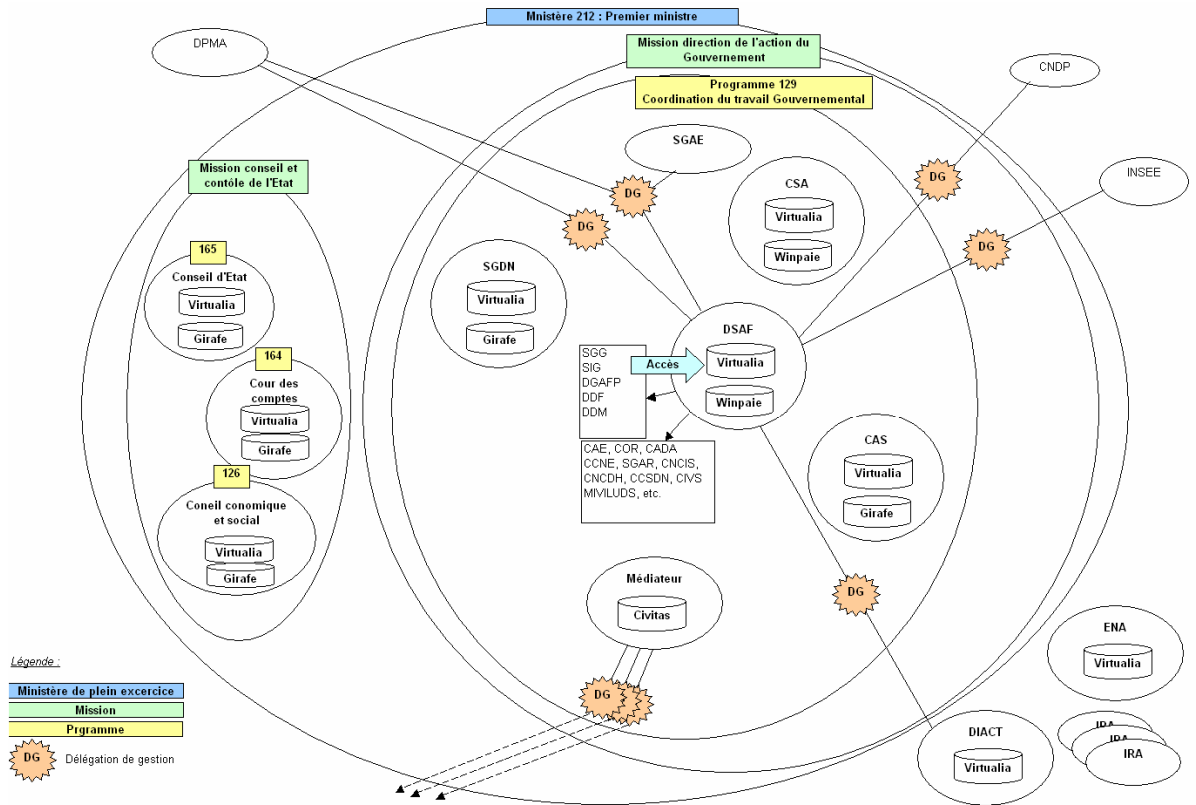 Mnistère 212 : Premier ministre
DPMA
Mission direction de l'action du
Gouvernement
CNDP
Programme 129
Coordination du travail Gouvernemental
SGAE
Mission conseil et
contôle de l'Etat
DG
DG
DG
INSEE
CSA
Virtualia
Winpaie
DG
165
Conseil d'Etat
Virtualia
Girafe
SGDN
Virtualia
Girafe
DSAF
Virtualia
Winpaie
SGG
SIG
DGAFP
DDF
DDM
Accès
164
Cour des
comptes
Virtualia
Girafe
CAE, COR, CADA
CCNE, SGAR, CNCIS,
CNCDH, CCSDN, CIVS
MIVILUDS, etc.
CAS
Virtualia
Girafe
126
Coneil conomique
et social
Virtualia
Girafe
Médiateur
Civitas
DG
ENA
Virtualia
Légende :
Ministère de plein excercice
Mission
Prgramme
DG
Délégation de gestion
DG
DIACT
Virtualia
IRA
IRA
IRA